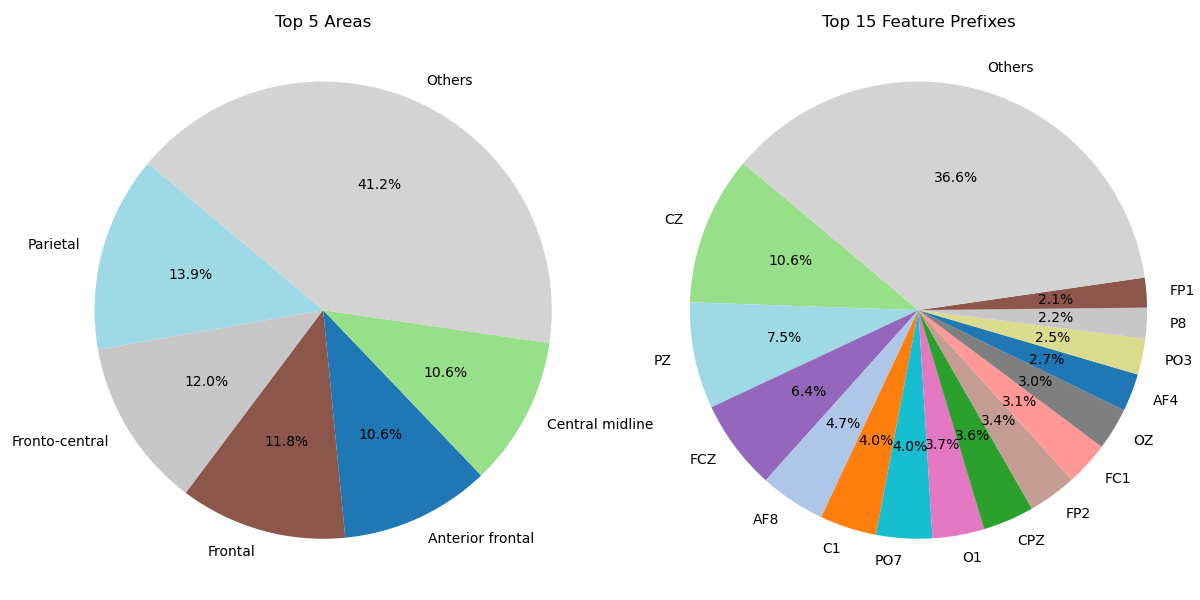 Top 5 Areas
Others
41.2%
Parietal
13.9%
Fronto-central
12.0%
Frontal
11.8%
Anterior frontal
10.6%
Central midline
10.6%
Top 15 Feature Prefixes
Others
36.6%
CZ
10.6%
PZ
7.5%
FCZ
6.4%
AF8
4.7%
C1
4.0%
PO7
4.0%
O1
3.7%
CPZ
3.6%
FP2
3.4%
FC1
3.1%
OZ
3.0%
AF4
2.7%
PO3
2.5%
P8
2.2%
FP1
2.1%